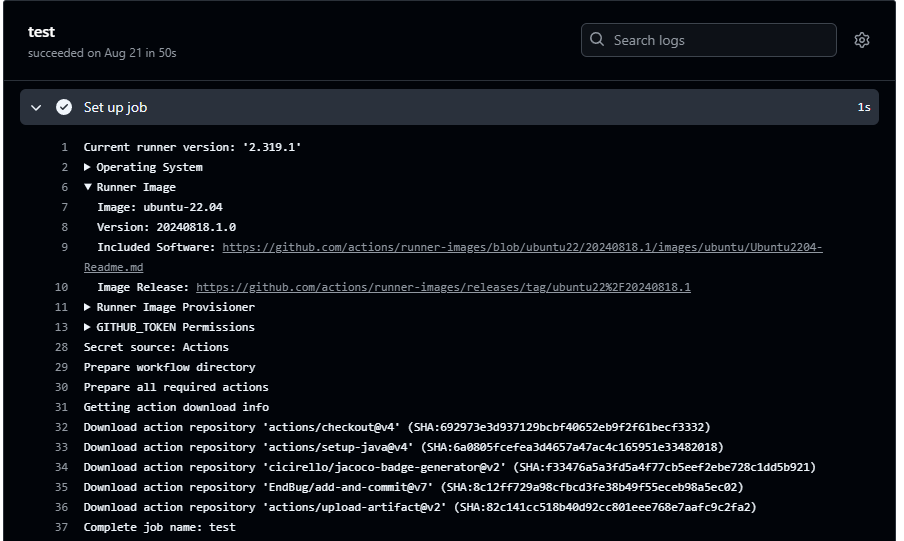 test
succeeded on Aug 21 in 50s
Search logs
Set up job
1s
1 Current runner version: '2.319.1'
2 Operating System
6 Runner Image
7 Image: ubuntu-22.04
8 Version: 20240818.1.0
9 Included Software: https://github.com/actions/runner-images/blob/ubuntu22/20240818.1/images/ubuntu/Ubuntu2204-
Readme.md
10 Image Release: https://github.com/actions/runner-images/releases/tag/ubuntu22%2F20240818.1
11 Runner Image Provisioner
13 GITHUB_TOKEN Permissions
28 Secret source: Actions
29 Prepare workflow directory
30 Prepare all required actions
31 Getting action download info
32 Download action repository 'actions/checkout@v4' (SHA:692973e3d937129bcbf40652eb9f2f61becf3332)
33 Download action repository 'actions/setup-java@v4' (SHA:6a0805fcefea3d4657a47ac4c165951e33482018)
34 Download action repository 'cicirello/jacoco-badge-generator@v2' (SHA:f33476a5a3fd5a4f77cb5eef2ebe728c1dd5b921)
35 Download action repository 'EndBug/add-and-commit@v7' (SHA:8c12ff729a98cfbcd3fe38b49f55eceb98a5ec02)
36 Download action repository 'actions/upload-artifact@v2' (SHA:82c141cc518b40d92cc801eee768e7aafc9c2fa2)
37 Complete job name: test